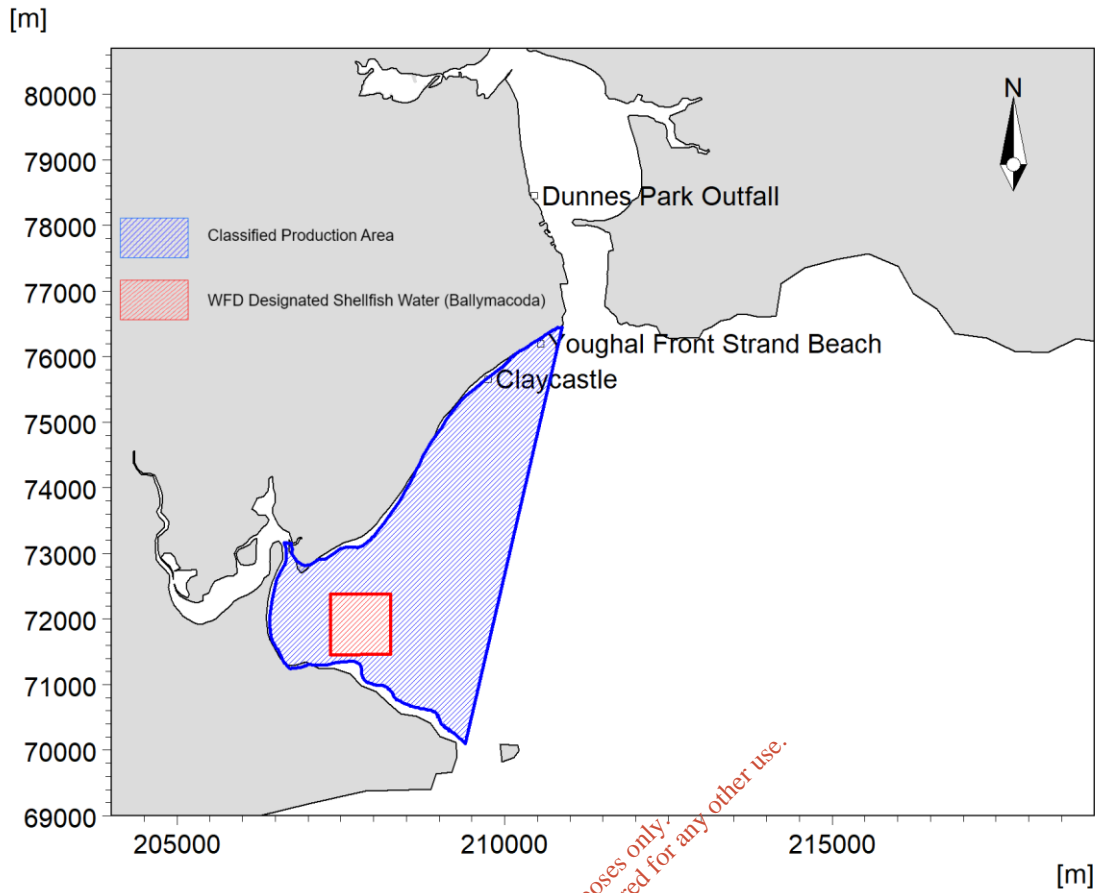 [m]
80000
79000
78000
77000
76000
75000
74000
73000
72000
71000
70000
69000
N
Dunnes Park Outfall
Classified Production Area
WFD Designated Shellfish Water (Ballymacoda)
Youghal Front Strand Beach
Claycastle
only.
red for any other use.
205000
210000
215000
[m]